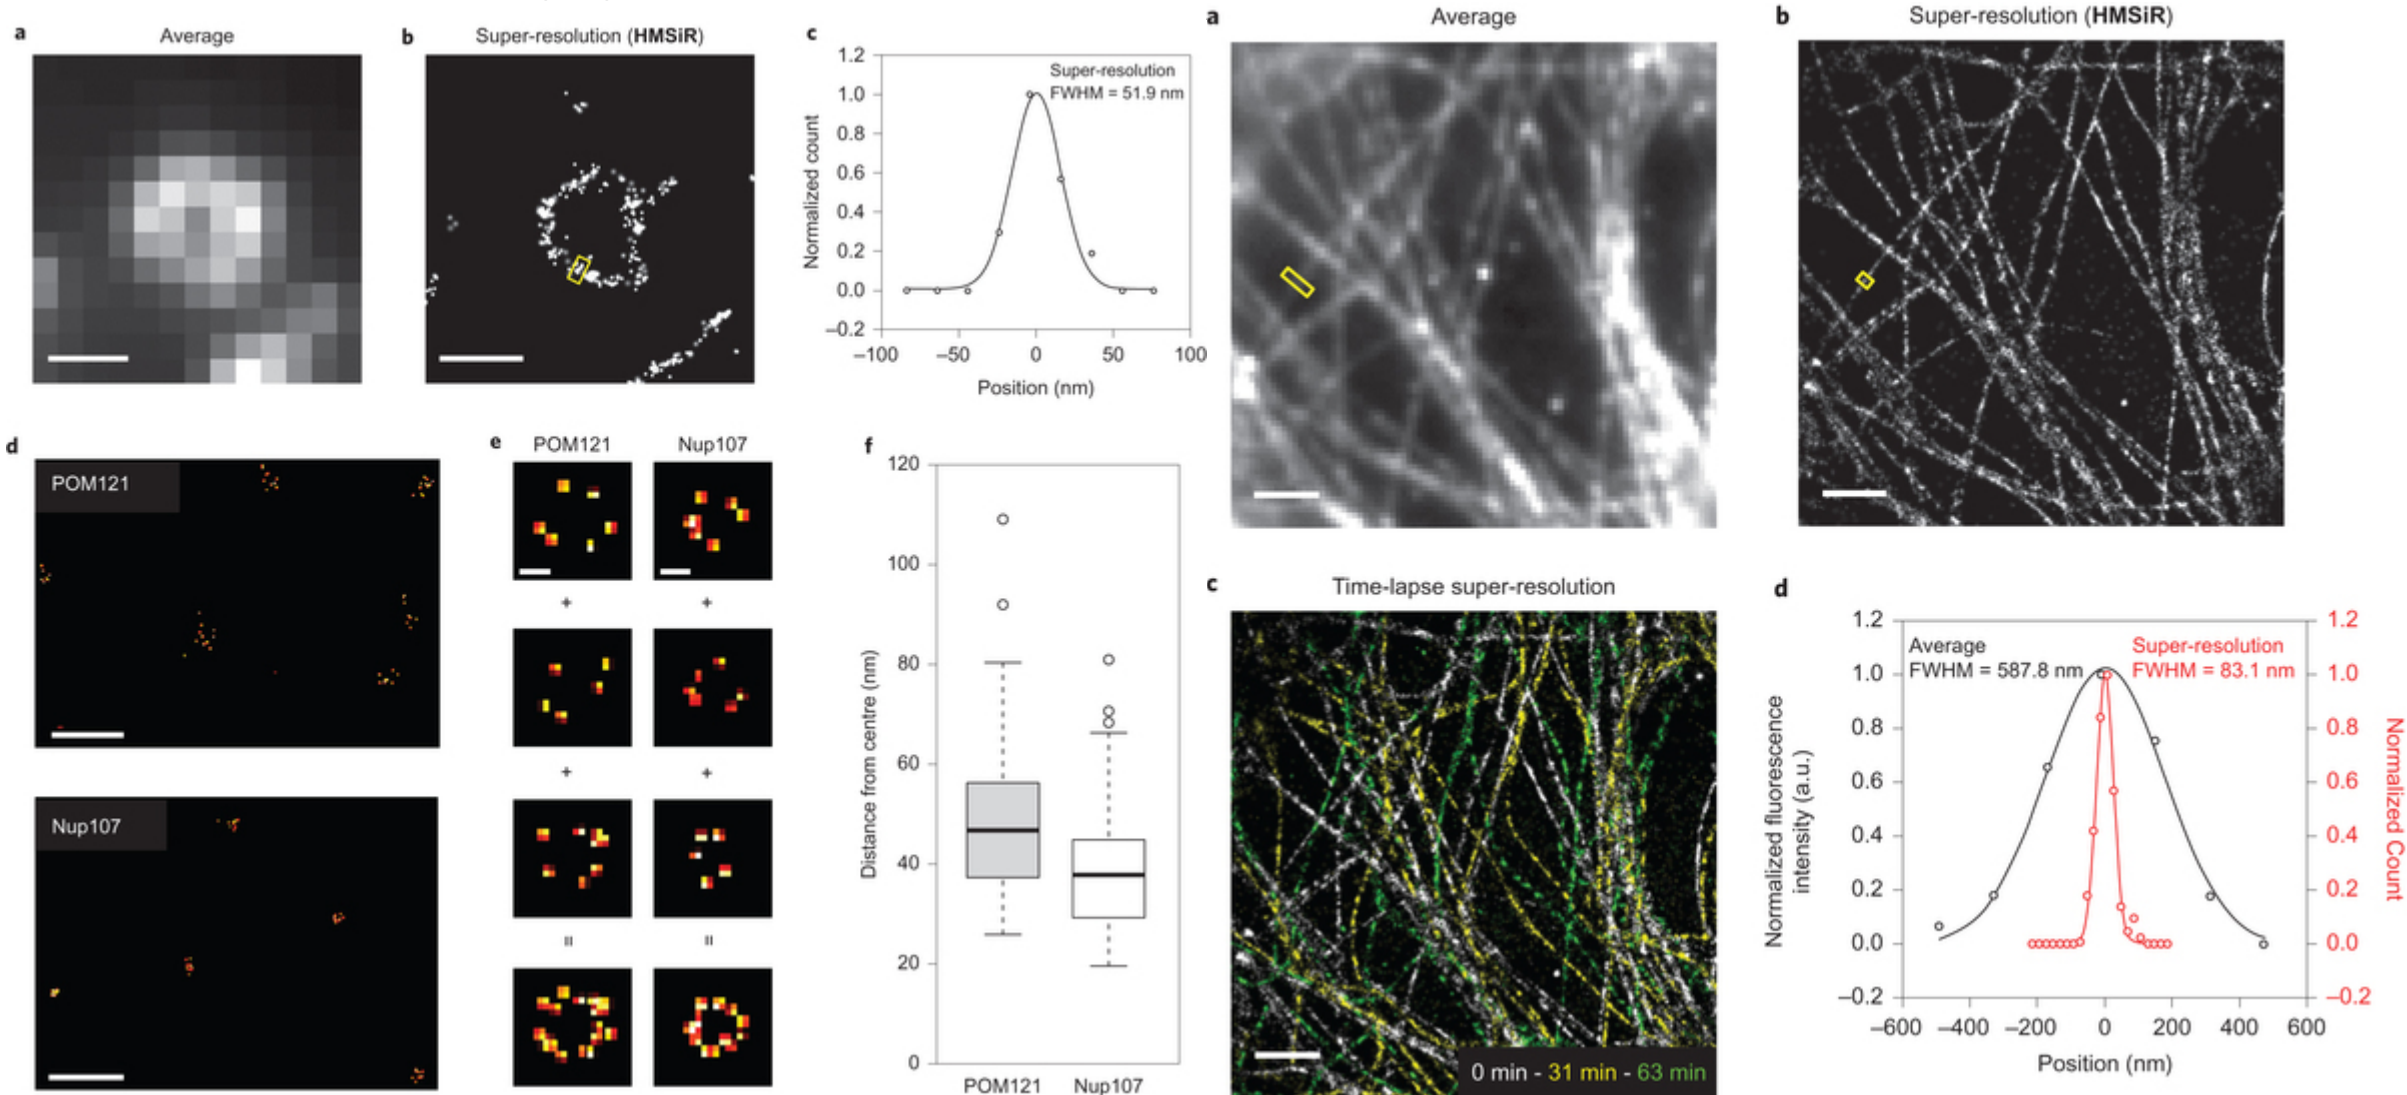 a
Average
b
Super-resolution (HMSiR)
c
1.2
1.0
0.8
0.6
0.4
0.2
0.0
–0.2
Normalized count
Super-resolution
FWHM = 51.9 nm
–100
–50
0
50
100
Position (nm)
d
POM121
Nup107
e
POM121
Nup107
+
+
+
+
=
=
f
120
100
80
60
40
20
0
Distance from centre (nm)
POM121
Nup107
a
Average
b
Super-resolution (HMSiR)
c
Time-lapse super-resolution
0 min - 31 min - 63 min
d
1.2
1.0
0.8
0.6
0.4
0.2
0.0
–0.2
Normalized fluorescence
intensity (a.u.)
Average
FWHM = 587.8 nm
Super-resolution
FWHM = 83.1 nm
1.2
1.0
0.8
0.6
0.4
0.2
0.0
–0.2
Normalized Count
–600
–400
–200
0
200
400
600
Position (nm)